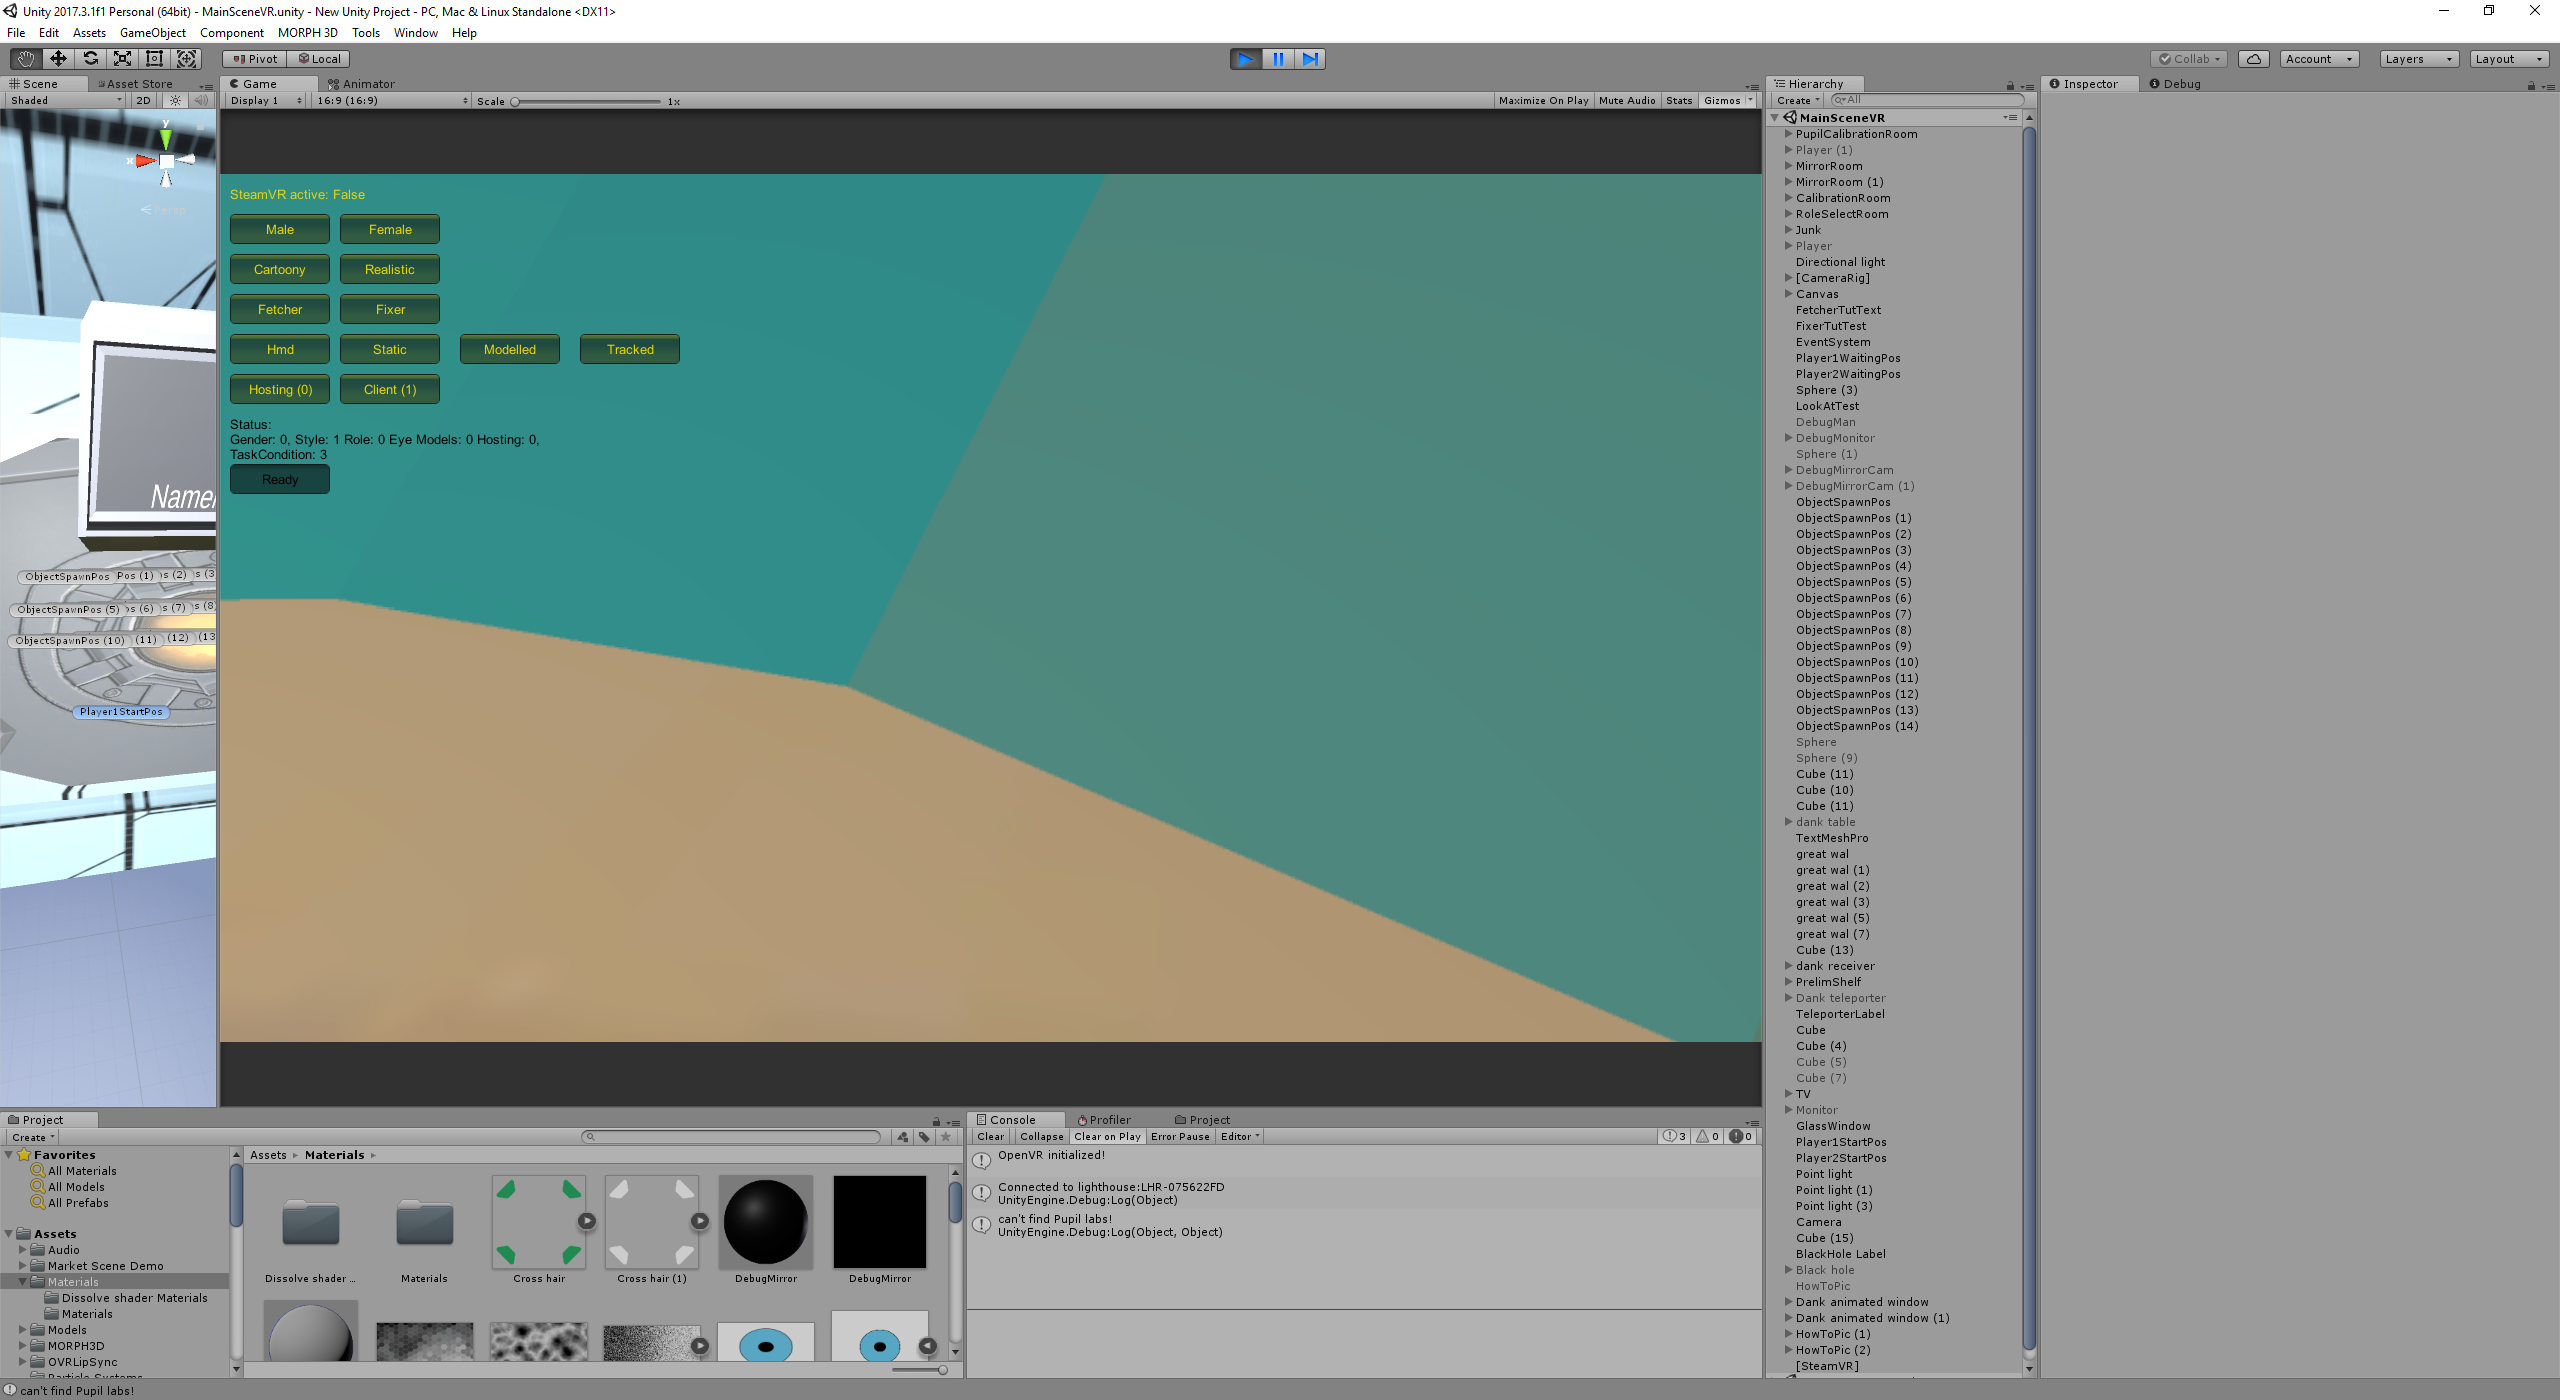 Unity 2017.3.1f1 Personal (64bit) - MainSceneVR.unity - New Unity Project - PC, Mac & Linux Standalone <DX11>
File Edit Assets GameObject Component MORPH 3D Tools Window Help
Pivot Local
Collab Account Layers Layout
Scene Asset Store
Shaded 2D
y
x
Persp
NameI
ObjectSpawnPos Pos (1) s (2) s (3
ObjectSpawnPos (5) os (6) s (7) s (8)
ObjectSpawnPos (10) (11) (12) (13
Player1StartPos
Game Animator
Display 1 16:9 (16:9) Scale 1x Maximize On Play Mute Audio Stats Gizmos
SteamVR active: False
Male Female
Cartoony Realistic
Fetcher Fixer
Hmd Static Modelled Tracked
Hosting (0) Client (1)
Status:
Gender: 0, Style: 1 Role: 0 Eye Models: 0 Hosting: 0,
TaskCondition: 3
Ready
Hierarchy
Create All
MainSceneVR
PupilCalibrationRoom
Player (1)
MirrorRoom
MirrorRoom (1)
CalibrationRoom
RoleSelectRoom
Junk
Player
Directional light
[CameraRig]
Canvas
FetcherTutText
FixerTutTest
EventSystem
Player1WaitingPos
Player2WaitingPos
Sphere (3)
LookAtTest
DebugMan
DebugMonitor
Sphere (1)
DebugMirrorCam
DebugMirrorCam (1)
ObjectSpawnPos
ObjectSpawnPos (1)
ObjectSpawnPos (2)
ObjectSpawnPos (3)
ObjectSpawnPos (4)
ObjectSpawnPos (5)
ObjectSpawnPos (6)
ObjectSpawnPos (7)
ObjectSpawnPos (8)
ObjectSpawnPos (9)
ObjectSpawnPos (10)
ObjectSpawnPos (11)
ObjectSpawnPos (12)
ObjectSpawnPos (13)
ObjectSpawnPos (14)
Sphere
Sphere (9)
Cube (11)
Cube (10)
Cube (11)
dank table
TextMeshPro
great wal
great wal (1)
great wal (2)
great wal (3)
great wal (5)
great wal (7)
Cube (13)
dank receiver
PrelimShelf
Dank teleporter
TeleporterLabel
Cube
Cube (4)
Cube (5)
Cube (7)
TV
Monitor
GlassWindow
Player1StartPos
Player2StartPos
Point light
Point light (1)
Point light (3)
Camera
Cube (15)
BlackHole Label
Black hole
HowToPic
Dank animated window
Dank animated window (1)
HowToPic (1)
HowToPic (2)
[SteamVR]
Inspector Debug
Project
Create
Favorites
All Materials
All Models
All Prefabs
Assets
Audio
Market Scene Demo
Materials
Dissolve shader Materials
Materials
Models
MORPH3D
OVRLipSync
Particle Systems
Assets Materials
Dissolve shader ... Materials Cross hair Cross hair (1) DebugMirror DebugMirror
Console Profiler Project
Clear Collapse Clear on Play Error Pause Editor 3 0 0
OpenVR initialized!
Connected to lighthouse:LHR-075622FD
UnityEngine.Debug:Log(Object)
can't find Pupil labs!
UnityEngine.Debug:Log(Object, Object)
can't find Pupil labs!